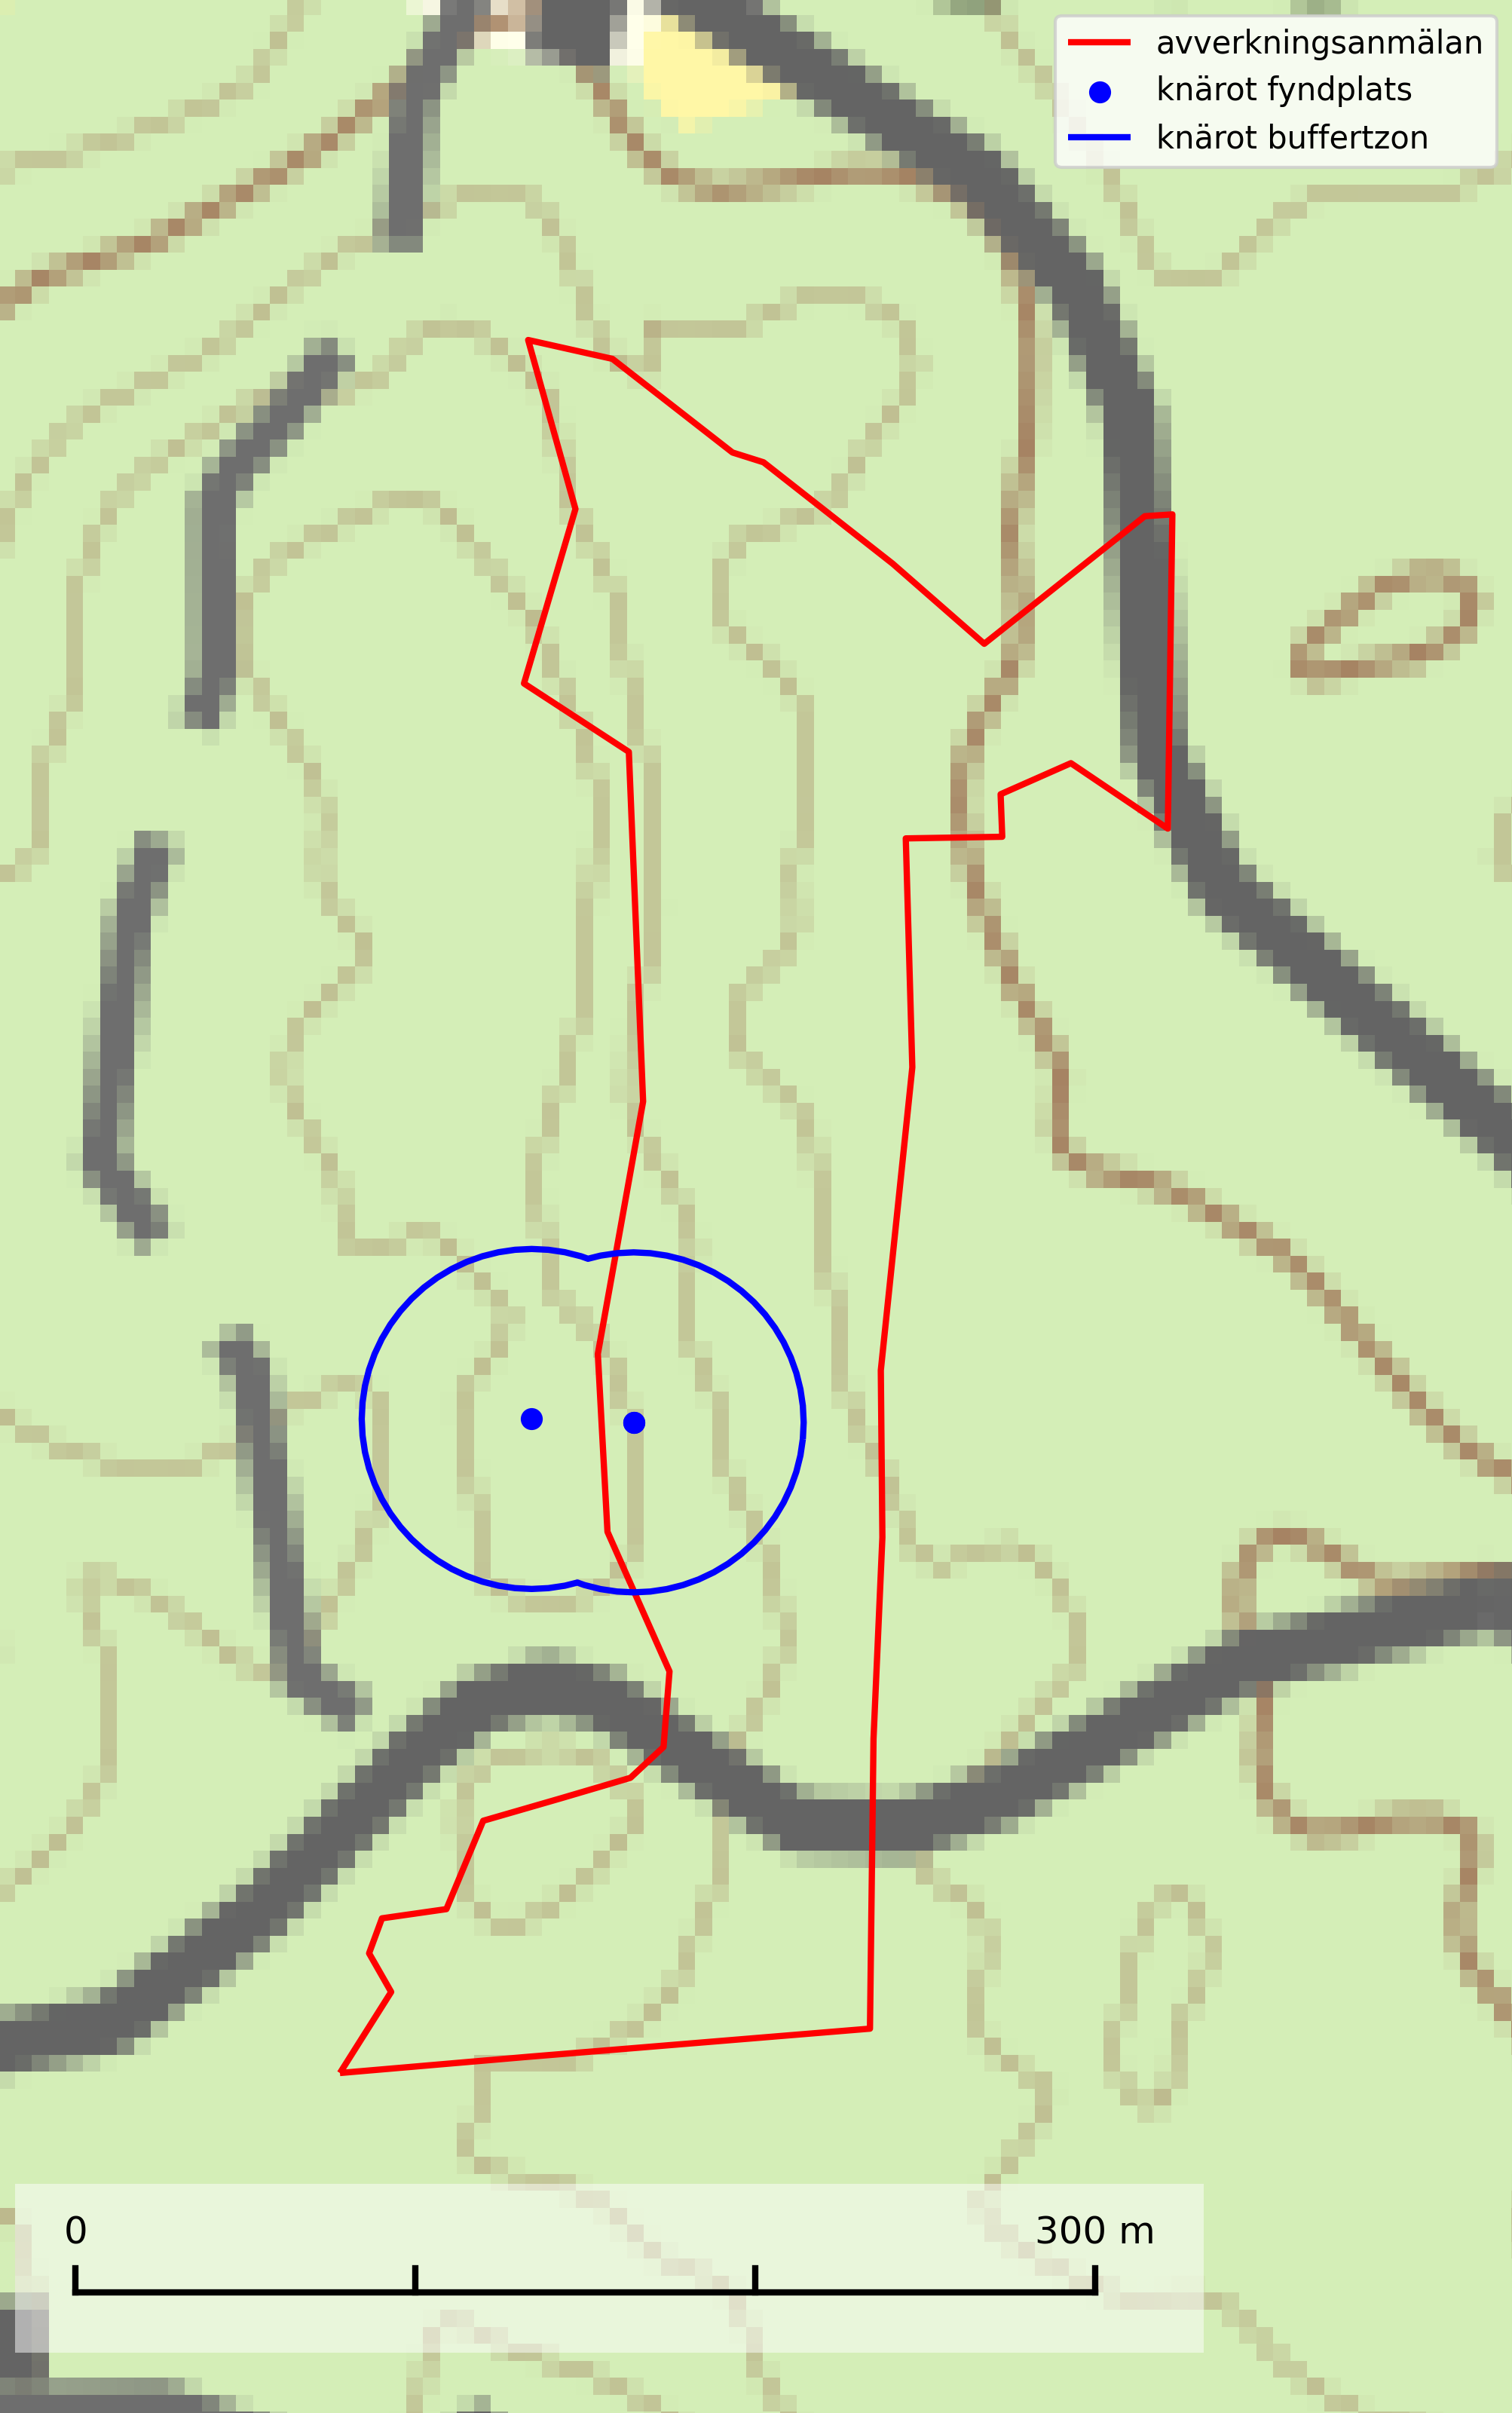 avverkningsanmälan
knärot fyndplats
knärot buffertzon
0 300 m